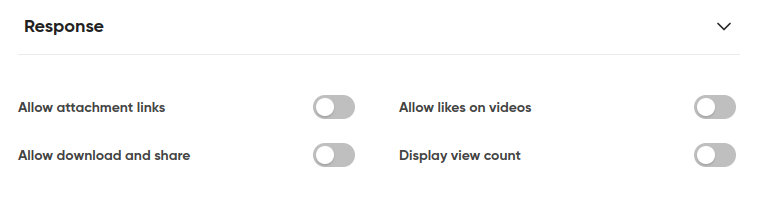 Response
Allow attachment links
Allow likes on videos
Allow download and share
Display view count